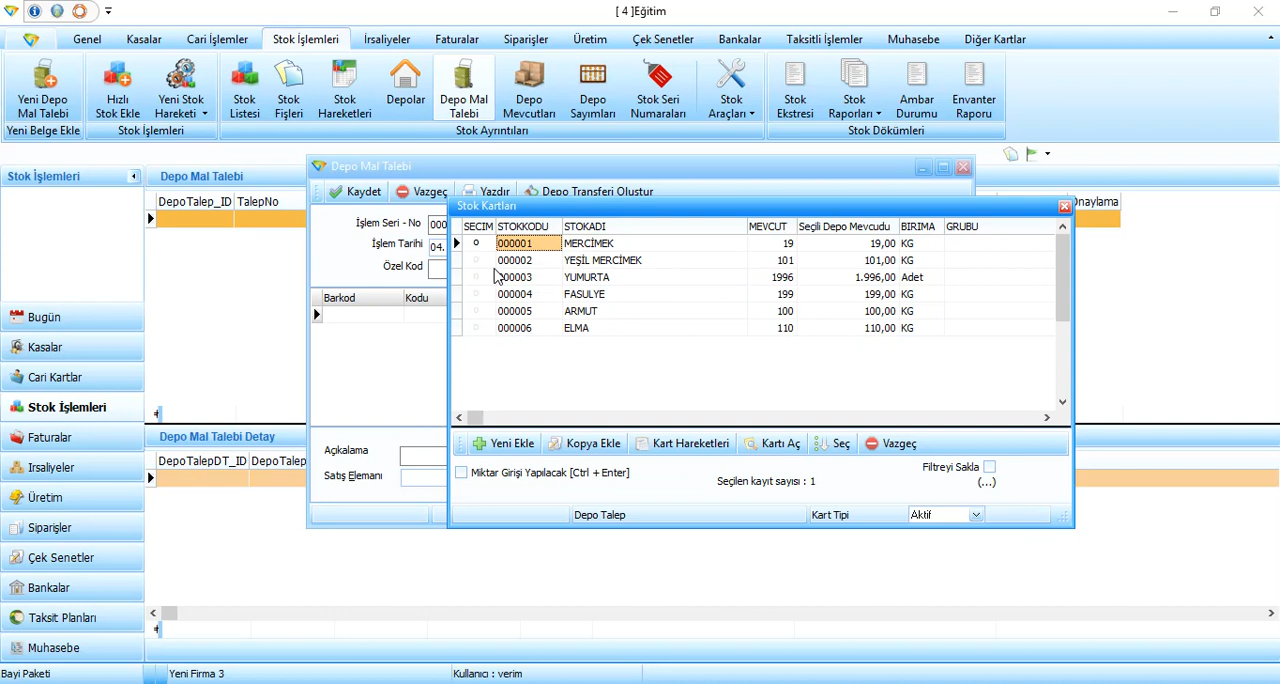 [ 4 ]Eğitim
Genel Kasalar Cari İşlemler Stok İşlemleri İrsaliyeler Faturalar Siparişler Üretim Çek Senetler Bankalar Taksitli İşlemler Muhasebe Diğer Kartlar
Yeni Depo Mal Talebi
Hızlı Stok Ekle
Yeni Stok Hareketi
Stok Listesi
Stok Fişleri
Stok Hareketleri
Depolar
Depo Mal Talebi
Depo Mevcutları
Depo Sayımları
Stok Seri Numaraları
Stok Araçları
Stok Ekstresi
Stok Raporları
Ambar Durumu
Envanter Raporu
Yeni Belge Ekle Stok İşlemleri Stok Ayrıntıları Stok Dökümleri
Stok İşlemleri
Depo Mal Talebi
DepoTalep_ID TalepNo
Onaylama
Depo Mal Talebi
Kaydet Vazgeç Yazdır Depo Transferi Olustur
İşlem Seri - No 000
İşlem Tarihi 04.
Özel Kod
Barkod Kodu
Açıkalama
Satış Elemanı
Stok Kartları
SECIM STOKKODU STOKADI MEVCUT Seçili Depo Mevcudu BIRIMA GRUBU
000001 MERCİMEK 19 19,00 KG
000002 YEŞİL MERCİMEK 101 101,00 KG
000003 YUMURTA 1996 1.996,00 Adet
000004 FASULYE 199 199,00 KG
000005 ARMUT 100 100,00 KG
000006 ELMA 110 110,00 KG
Yeni Ekle Kopya Ekle Kart Hareketleri Kartı Aç Seç Vazgeç
Miktar Girişi Yapılacak [Ctrl +Enter]
Seçilen kayıt sayısı : 1
Filtreyi Sakla
(...)
Depo Talep Kart Tipi Aktif
Bugün
Kasalar
Cari Kartlar
Stok İşlemleri
Faturalar
Irsaliyeler
Üretim
Siparişler
Çek Senetler
Bankalar
Taksit Planları
Muhasebe
Depo Mal Talebi Detay
DepoTalepDT_ID DepoTalep
Bayi Paketi Yeni Firma 3 Kullanıcı : verim